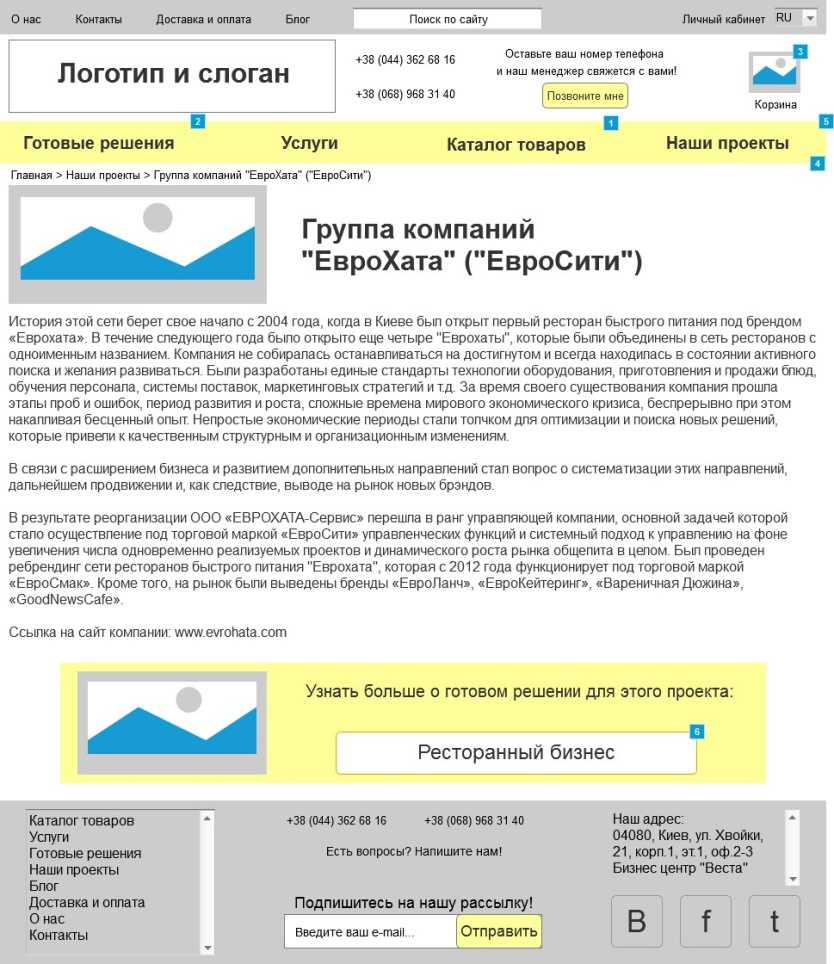 О нас Контакты Доставка и оплата Блог Поиск по сайту Личный кабинет RU
Логотип и слоган
+38 (044) 362 68 16
+38 (068) 968 31 40
Оставьте ваш номер телефона
и наш менеджер свяжется с вами!
Позвоните мне
3
Корзина
2 1 5
Готовые решения Услуги Каталог товаров Наши проекты
4
Главная > Наши проекты > Группа компаний "ЕвроХата" ("ЕвроСити")
Группа компаний
"ЕвроХата" ("ЕвроСити")
История этой сети берет свое начало с 2004 года, когда в Киеве был открыт первый ресторан быстрого питания под брендом
«Еврохата». В течение следующего года было открыто еще четыре "Еврохаты", которые были объединены в сеть ресторанов с
одноименным названием. Компания не собиралась останавливаться на достигнутом и всегда находилась в состоянии активного
поиска и желания развиваться. Были разработаны единые стандарты технологии оборудования, приготовления и продажи блюд,
обучения персонала, системы поставок, маркетинговых стратегий и т.д. За время своего существования компания прошла
этапы проб и ошибок, период развития и роста, сложные времена мирового экономического кризиса, беспрерывно при этом
накапливая бесценный опыт. Непростые экономические периоды стали толчком для оптимизации и поиска новых решений,
которые привели к качественным структурным и организационным изменениям.
В связи с расширением бизнеса и развитием дополнительных направлений стал вопрос о систематизации этих направлений,
дальнейшем продвижении и, как следствие, выводе на рынок новых брэндов.
В результате реорганизации ООО «ЕВРОХАТА-Сервис» перешла в ранг управляющей компании, основной задачей которой
стало осуществление под торговой маркой «ЕвроСити» управленческих функций и системный подход к управлению на фоне
увеличения числа одновременно реализуемых проектов и динамического роста рынка общепита в целом. Был проведен
ребрендинг сети ресторанов быстрого питания "Еврохата", которая с 2012 года функционирует под торговой маркой
«ЕвроСмак». Кроме того, на рынок были выведены бренды «ЕвроЛанч», «ЕвроКейтеринг», «Вареничная Дюжина»,
«GoodNewsCafe».
Ссылка на сайт компании: www.evrohata.com
Узнать больше о готовом решении для этого проекта:
6
Ресторанный бизнес
Каталог товаров
Услуги
Готовые решения
Наши проекты
Блог
Доставка и оплата
О нас
Контакты
+38 (044) 362 68 16 +38 (068) 968 31 40
Есть вопросы? Напишите нам!
Подпишитесь на нашу рассылку!
Введите ваш e-mail... Отправить
Наш адрес:
04080, Киев, ул. Хвойки,
21, корп.1, эт.1, оф.2-3
Бизнес центр "Веста"
B f t